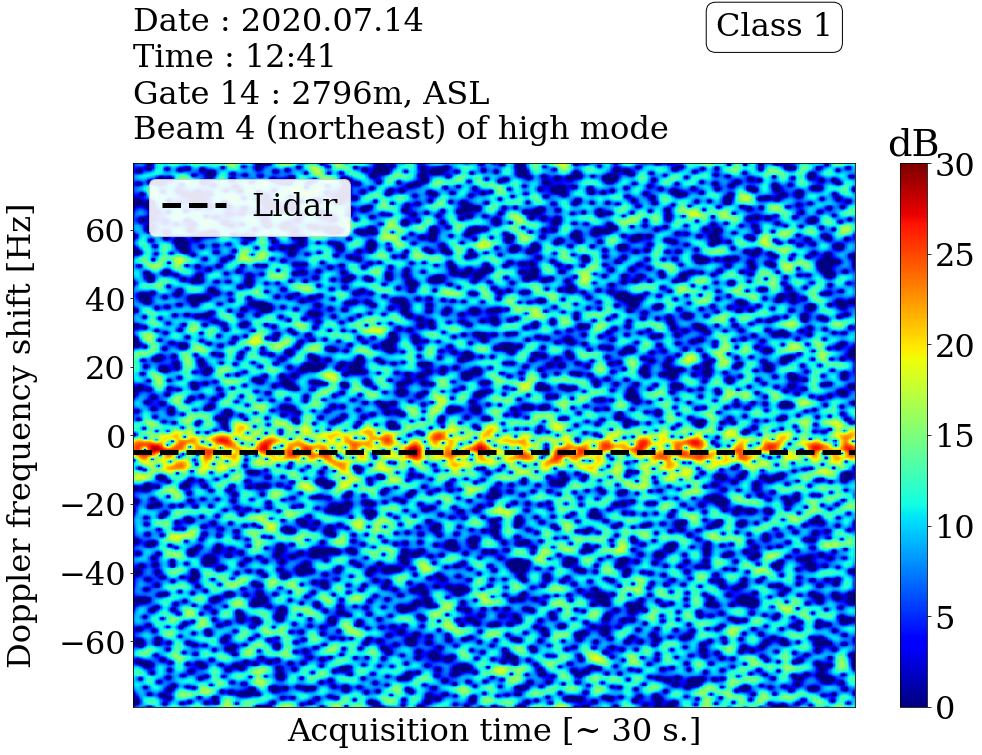 Date : 2020.07.14
Time : 12:41
Gate 14 : 2796m, ASL
Beam 4 (northeast) of high mode
Class 1
dB
Lidar
Doppler frequency shift [Hz]
60
40
20
0
−20
−40
−60
Acquisition time [~ 30 s.]
30
25
20
15
10
5
0